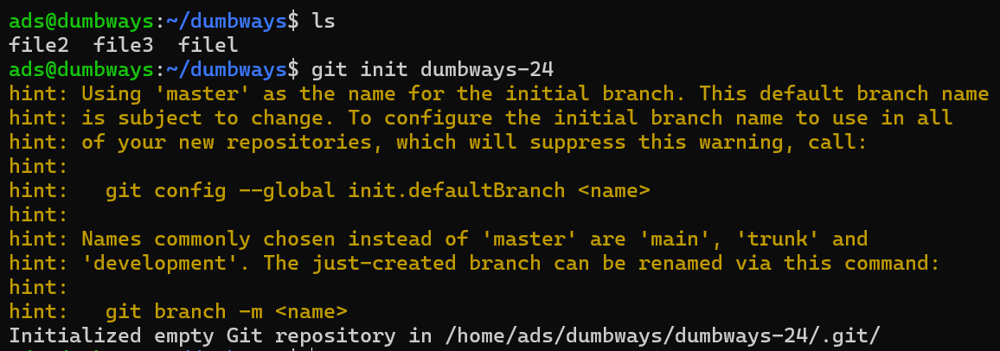 ads@dumbways:~/dumbways$ ls
file2  file3  filel
ads@dumbways:~/dumbways$ git init dumbways-24
hint: Using 'master' as the name for the initial branch. This default branch name
hint: is subject to change. To configure the initial branch name to use in all
hint: of your new repositories, which will suppress this warning, call:
hint:
hint:   git config --global init.defaultBranch <name>
hint:
hint: Names commonly chosen instead of 'master' are 'main', 'trunk' and
hint: 'development'. The just-created branch can be renamed via this command:
hint:
hint:   git branch -m <name>
Initialized empty Git repository in /home/ads/dumbways/dumbways-24/.git/